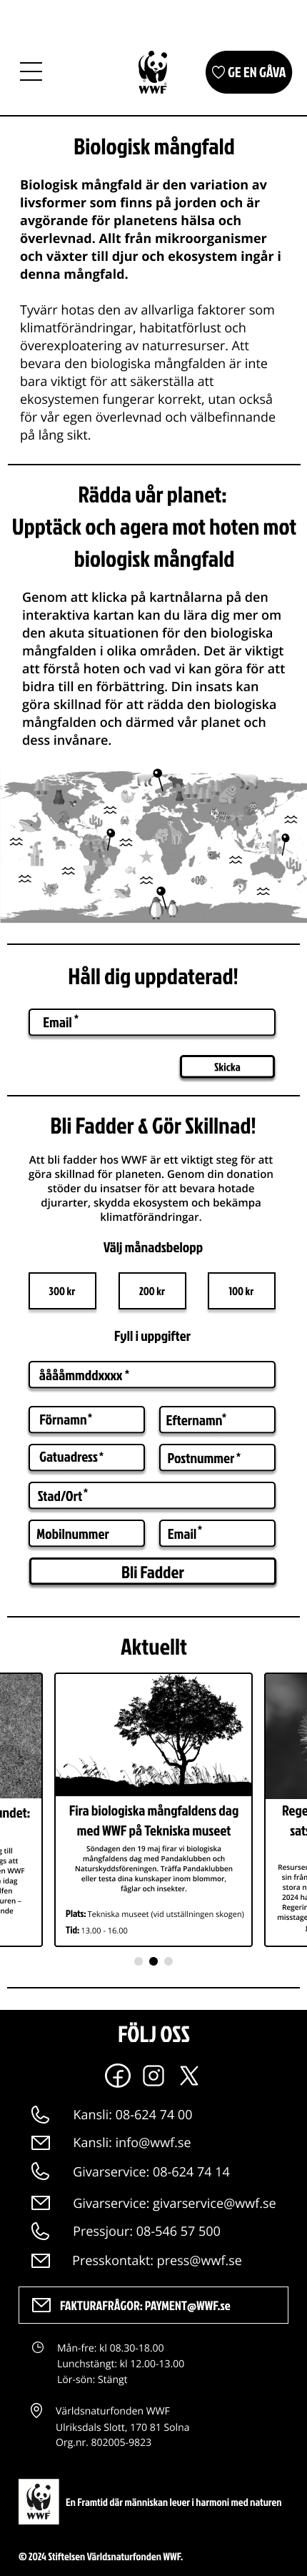 WWF
GE EN GÅVA
Biologisk mångfald
Biologisk mångfald är den variation av
livsformer som finns på jorden och är
avgörande för planetens hälsa och
överlevnad. Allt från mikroorganismer
och växter till djur och ekosystem ingår i
denna mångfald.
Tyvärr hotas den av allvarliga faktorer som
klimatförändringar, habitatförlust och
överexploatering av naturresurser. Att
bevara den biologiska mångfalden är inte
bara viktigt för att säkerställa att
ekosystemen fungerar korrekt, utan också
för vår egen överlevnad och välbefinnande
på lång sikt.
Rädda vår planet:
Upptäck och agera mot hoten mot
biologisk mångfald
Genom att klicka på kartnålarna på den
interaktiva kartan kan du lära dig mer om
den akuta situationen för den biologiska
mångfalden i olika områden. Det är viktigt
att förstå hoten och vad vi kan göra för att
bidra till en förbättring. Din insats kan
göra skillnad för att rädda den biologiska
mångfalden och därmed vår planet och
dess invånare.
Håll dig uppdaterad!
Email *
Skicka
Bli Fadder & Gör Skillnad!
Att bli fadder hos WWF är ett viktigt steg för att
göra skillnad för planeten. Genom din donation
stöder du insatser för att bevara hotade
djurarter, skydda ekosystem och bekämpa
klimatförändringar.
Välj månadsbelopp
300 kr 200 kr 100 kr
Fyll i uppgifter
ååååmmddxxxx *
Förnamn* Efternamn*
Gatuadress* Postnummer*
Stad/Ort*
Mobilnummer Email*
Bli Fadder
Aktuellt
Fira biologiska mångfaldens dag
med WWF på Tekniska museet
Söndagen den 19 maj firar vi biologiska
mångfaldens dag med Pandaklubben och
Naturskyddsföreningen. Träffa Pandaklubben
eller testa dina kunskaper inom blommor,
fåglar och insekter.
Plats: Tekniska museet (vid utställningen skogen)
Tid: 13.00 - 16.00
FÖLJ OSS
Kansli: 08-624 74 00
Kansli: info@wwf.se
Givarservice: 08-624 74 14
Givarservice: givarservice@wwf.se
Pressjour: 08-546 57 500
Presskontakt: press@wwf.se
FAKTURAFRÅGOR: PAYMENT@WWF.se
Mån-fre: kl 08.30-18.00
Lunchstängt: kl 12.00-13.00
Lör-sön: Stängt
Världsnaturfonden WWF
Ulriksdals Slott, 170 81 Solna
Org.nr. 802005-9823
WWF
En Framtid där människan lever i harmoni med naturen
© 2024 Stiftelsen Världsnaturfonden WWF.